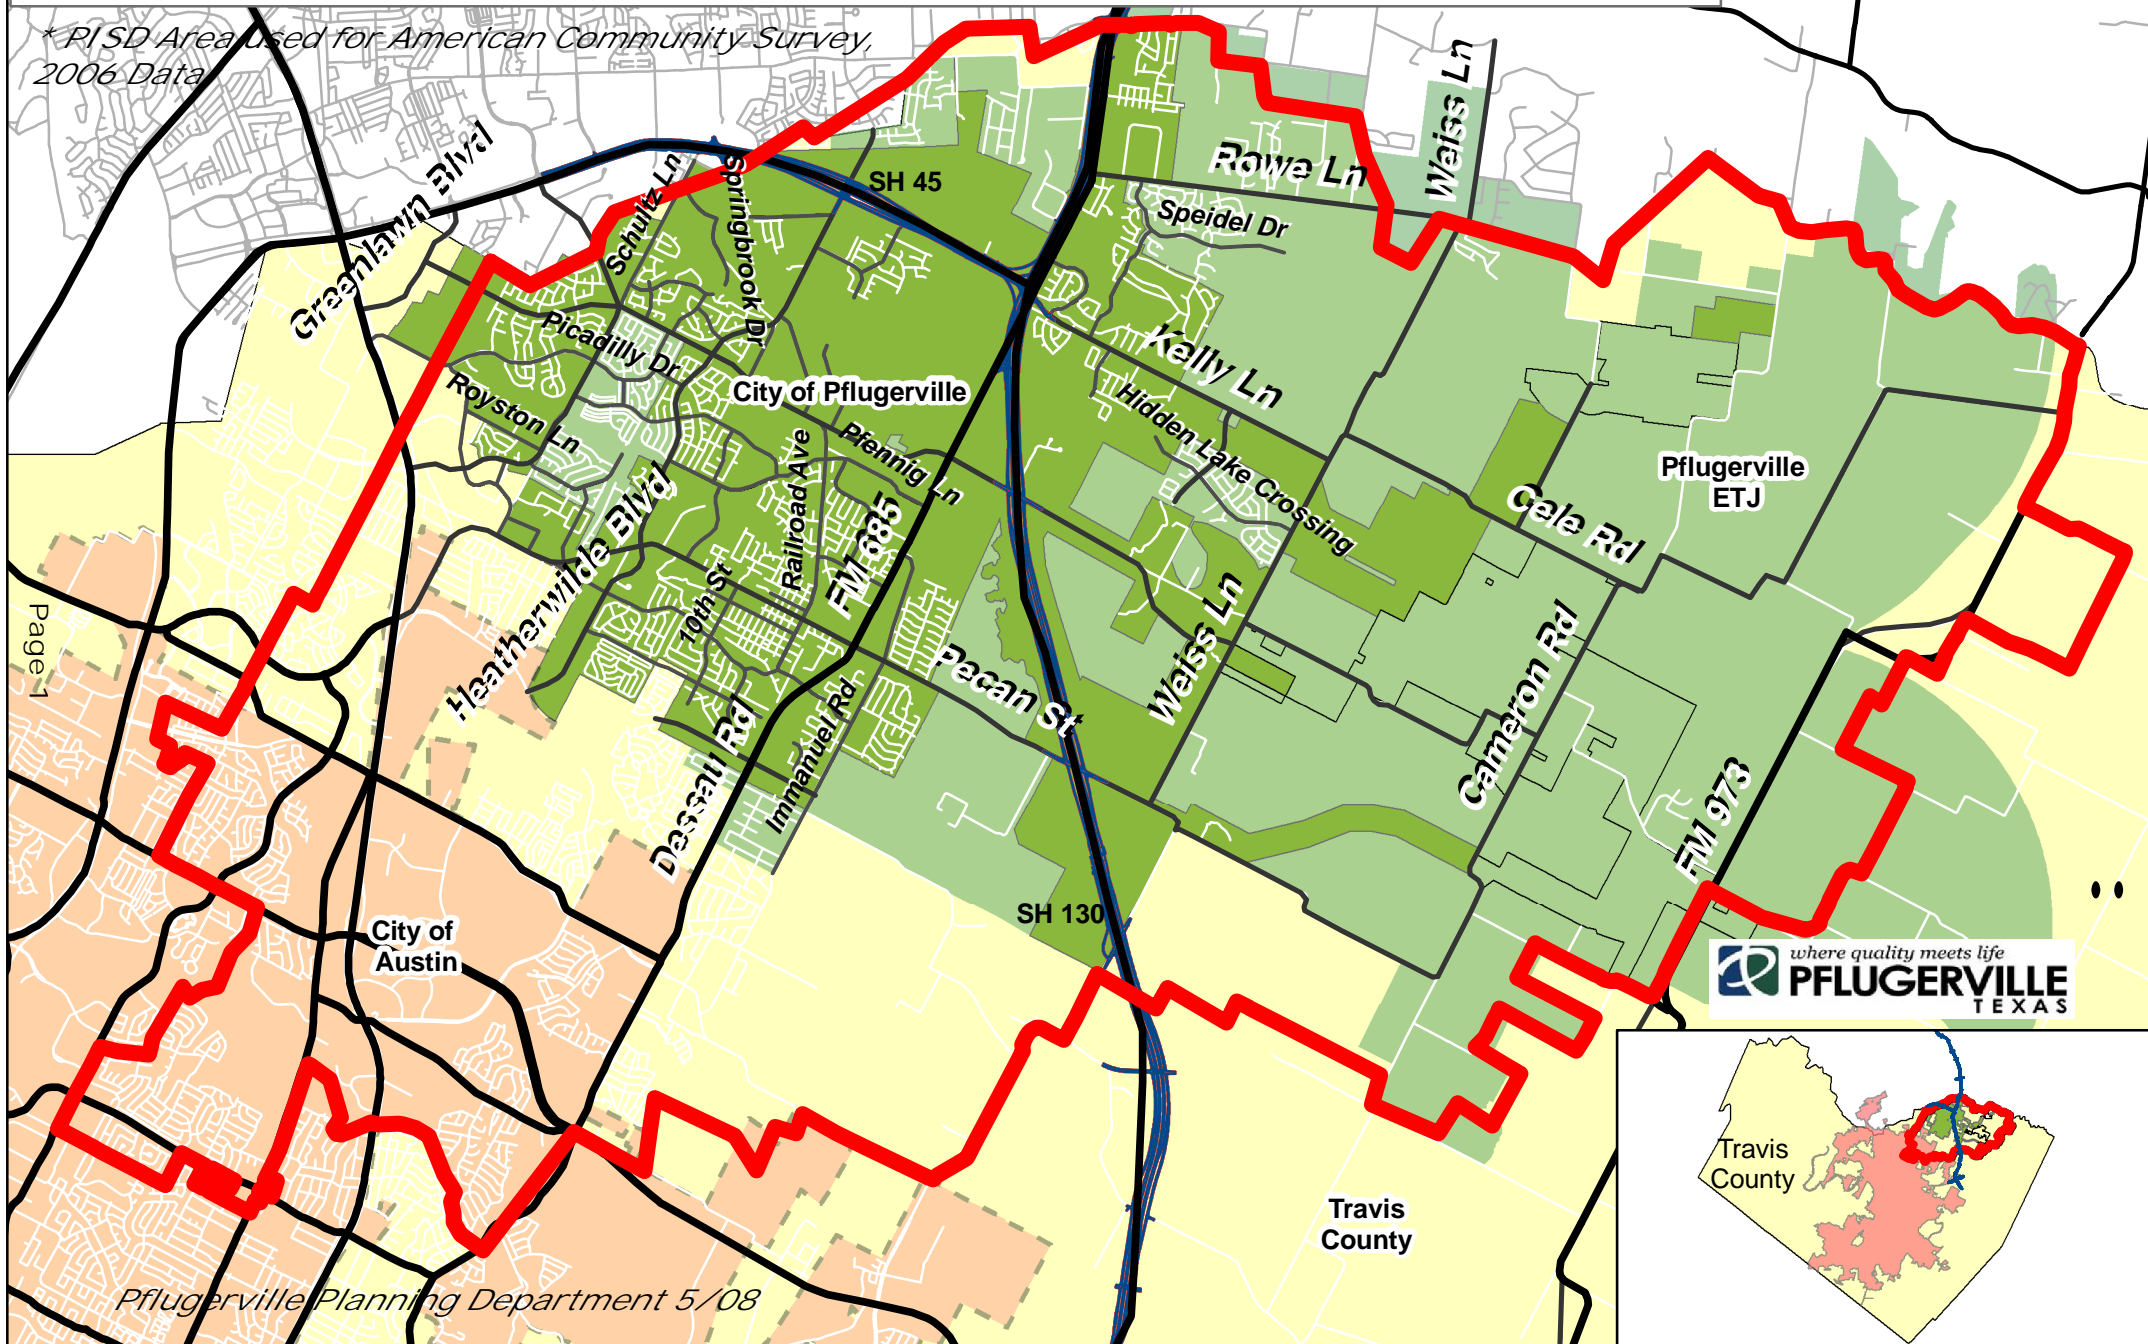 * PISD Area used for American Community Survey,
2006 Data
Greenlawn Blvd
Schultz Ln
Springbrook Dr
SH 45
Rowe Ln
Weiss Ln
Speidel Dr
Picadilly Dr
Royston Ln
City of Pflugerville
Kelly Ln
Hidden Lake Crossing
Pfennig Ln
Railroad Ave
FM 685
Heatherwilde Blvd
10th St
Pflugerville
ETJ
Cele Rd
Page 1
Pecan St
Weiss Ln
Cameron Rd
Dessau Rd
Immanuel Rd
FM 973
SH 130
City of
Austin
where quality meets life
PFLUGERVILLE
TEXAS
Travis
County
Travis
County
Pflugerville Planning Department 5/08